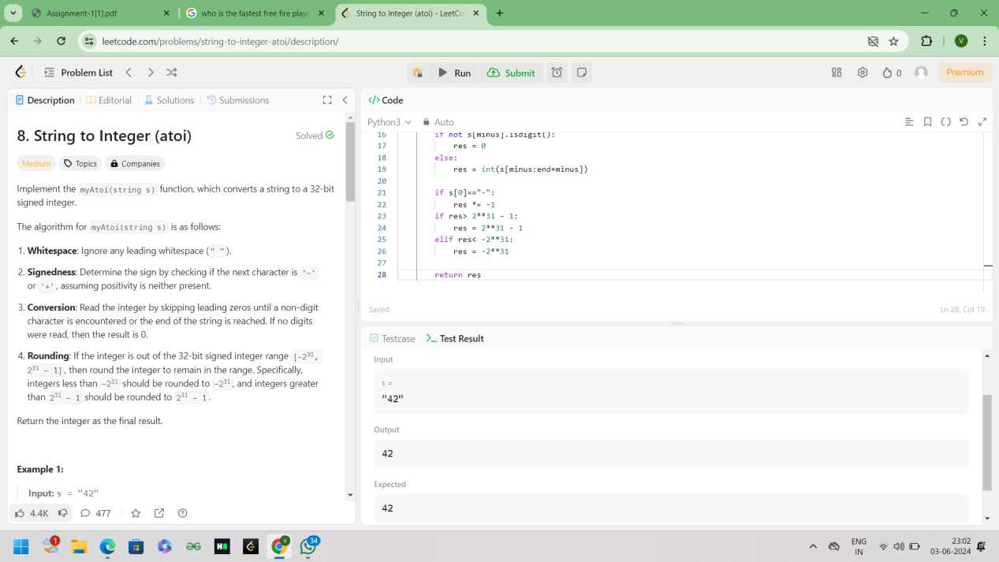 Assignment-1[1].pdf
who is the fastest free fire playe
String to Integer (atoi) - LeetCo
leetcode.com/problems/string-to-integer-atoi/description/
V
Problem List
Run
Submit
0
Premium
Description
Editorial
Solutions
Submissions
8. String to Integer (atoi)
Solved
Medium
Topics
Companies
Implement the myAtoi(string s) function, which converts a string to a 32-bit
signed integer.
The algorithm for myAtoi(string s) is as follows:
1. Whitespace: Ignore any leading whitespace (" ").
2. Signedness: Determine the sign by checking if the next character is '-'
or '+', assuming positivity is neither present.
3. Conversion: Read the integer by skipping leading zeros until a non-digit
character is encountered or the end of the string is reached. If no digits
were read, then the result is 0.
4. Rounding: If the integer is out of the 32-bit signed integer range [-2³¹,
2³¹ - 1], then round the integer to remain in the range. Specifically,
integers less than -2³¹ should be rounded to -2³¹, and integers greater
than 2³¹ - 1 should be rounded to 2³¹ - 1.
Return the integer as the final result.
Example 1:
Input: s = "42"
4.4K
477
</> Code
Python3
Auto
16 if not s[minus].isdigit():
17 res = 0
18 else:
19 res = int(s[minus:end+minus])
20
21 if s[0]=="-":
22 res *= -1
23 if res> 2**31 - 1:
24 res = 2**31 - 1
25 elif res< -2**31:
26 res = -2**31
27
28 return res
Saved
Ln 28, Col 19
Testcase
Test Result
Input
s =
"42"
Output
42
Expected
42
1
H
V
34
ENG
IN
23:02
03-06-2024